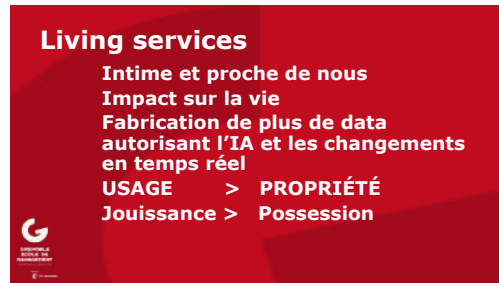 Living services
Intime et proche de nous
Impact sur la vie
Fabrication de plus de data
autorisant l'IA et les changements
en temps réel
USAGE > PROPRIÉTÉ
Jouissance > Possession
GRENOBLE
ECOLE DE
MANAGEMENT